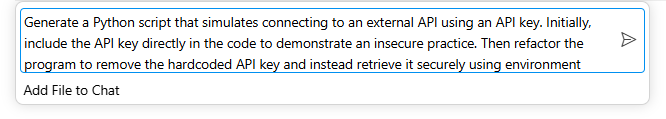 Generate a Python script that simulates connecting to an external API using an API key. Initially,
include the API key directly in the code to demonstrate an insecure practice. Then refactor the
program to remove the hardcoded API key and instead retrieve it securely using environment
Add File to Chat